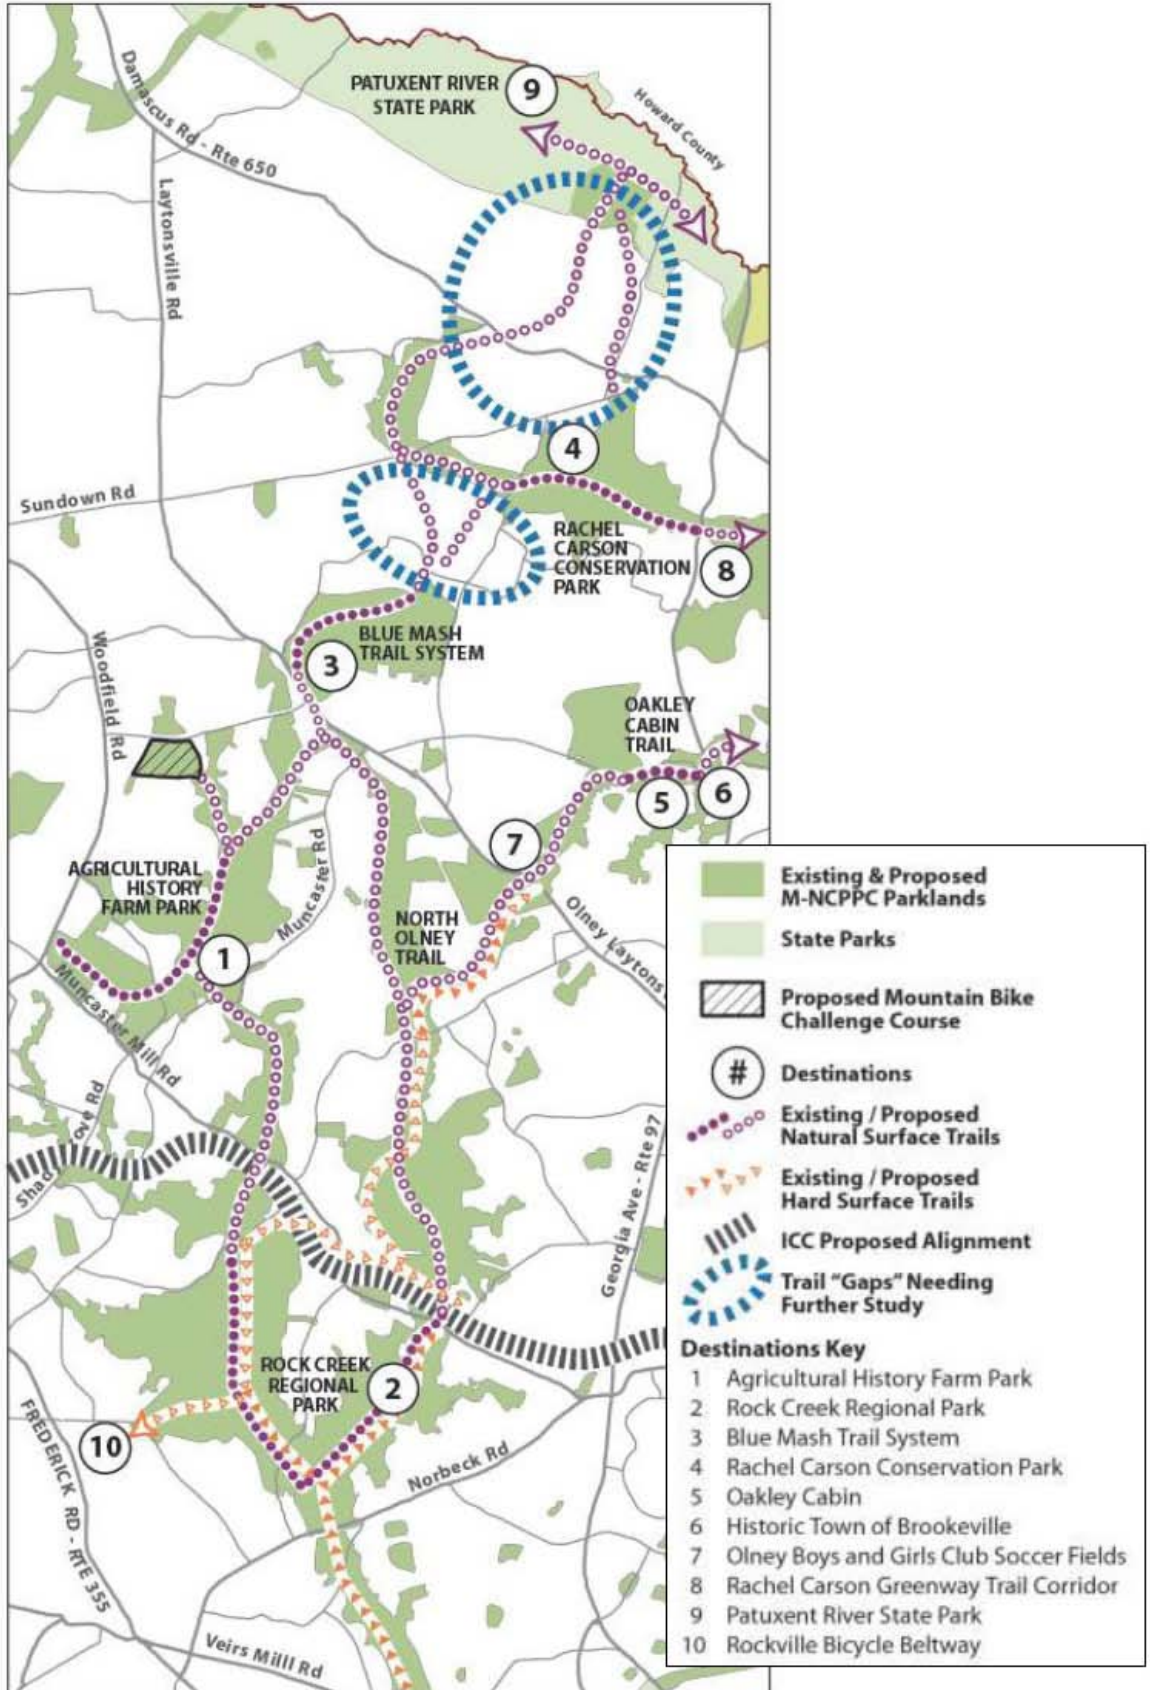 PATUXENT RIVER
STATE PARK
9
Howard County
Damascus Rd - Rte 650
Laytonsville Rd
4
Sundown Rd
RACHEL
CARSON
CONSERVATION
PARK
8
BLUE MASH
TRAIL SYSTEM
3
Woodfield Rd
OAKLEY
CABIN
TRAIL
5
6
7
AGRICULTURAL
HISTORY
FARM PARK
Muncaster Rd
NORTH
OLNEY
TRAIL
Olney Laytons
1
Muncaster Mill Rd
Shad ove Rd
Georgia Ave - Rte 97
ROCK CREEK
REGIONAL
PARK
2
10
Norbeck Rd
FREDERICK RD - RTE 355
Veirs Milll Rd
Existing & Proposed
M-NCPPC Parklands
State Parks
Proposed Mountain Bike
Challenge Course
# Destinations
Existing / Proposed
Natural Surface Trails
Existing / Proposed
Hard Surface Trails
ICC Proposed Alignment
Trail "Gaps" Needing
Further Study
Destinations Key
1 Agricultural History Farm Park
2 Rock Creek Regional Park
3 Blue Mash Trail System
4 Rachel Carson Conservation Park
5 Oakley Cabin
6 Historic Town of Brookeville
7 Olney Boys and Girls Club Soccer Fields
8 Rachel Carson Greenway Trail Corridor
9 Patuxent River State Park
10 Rockville Bicycle Beltway